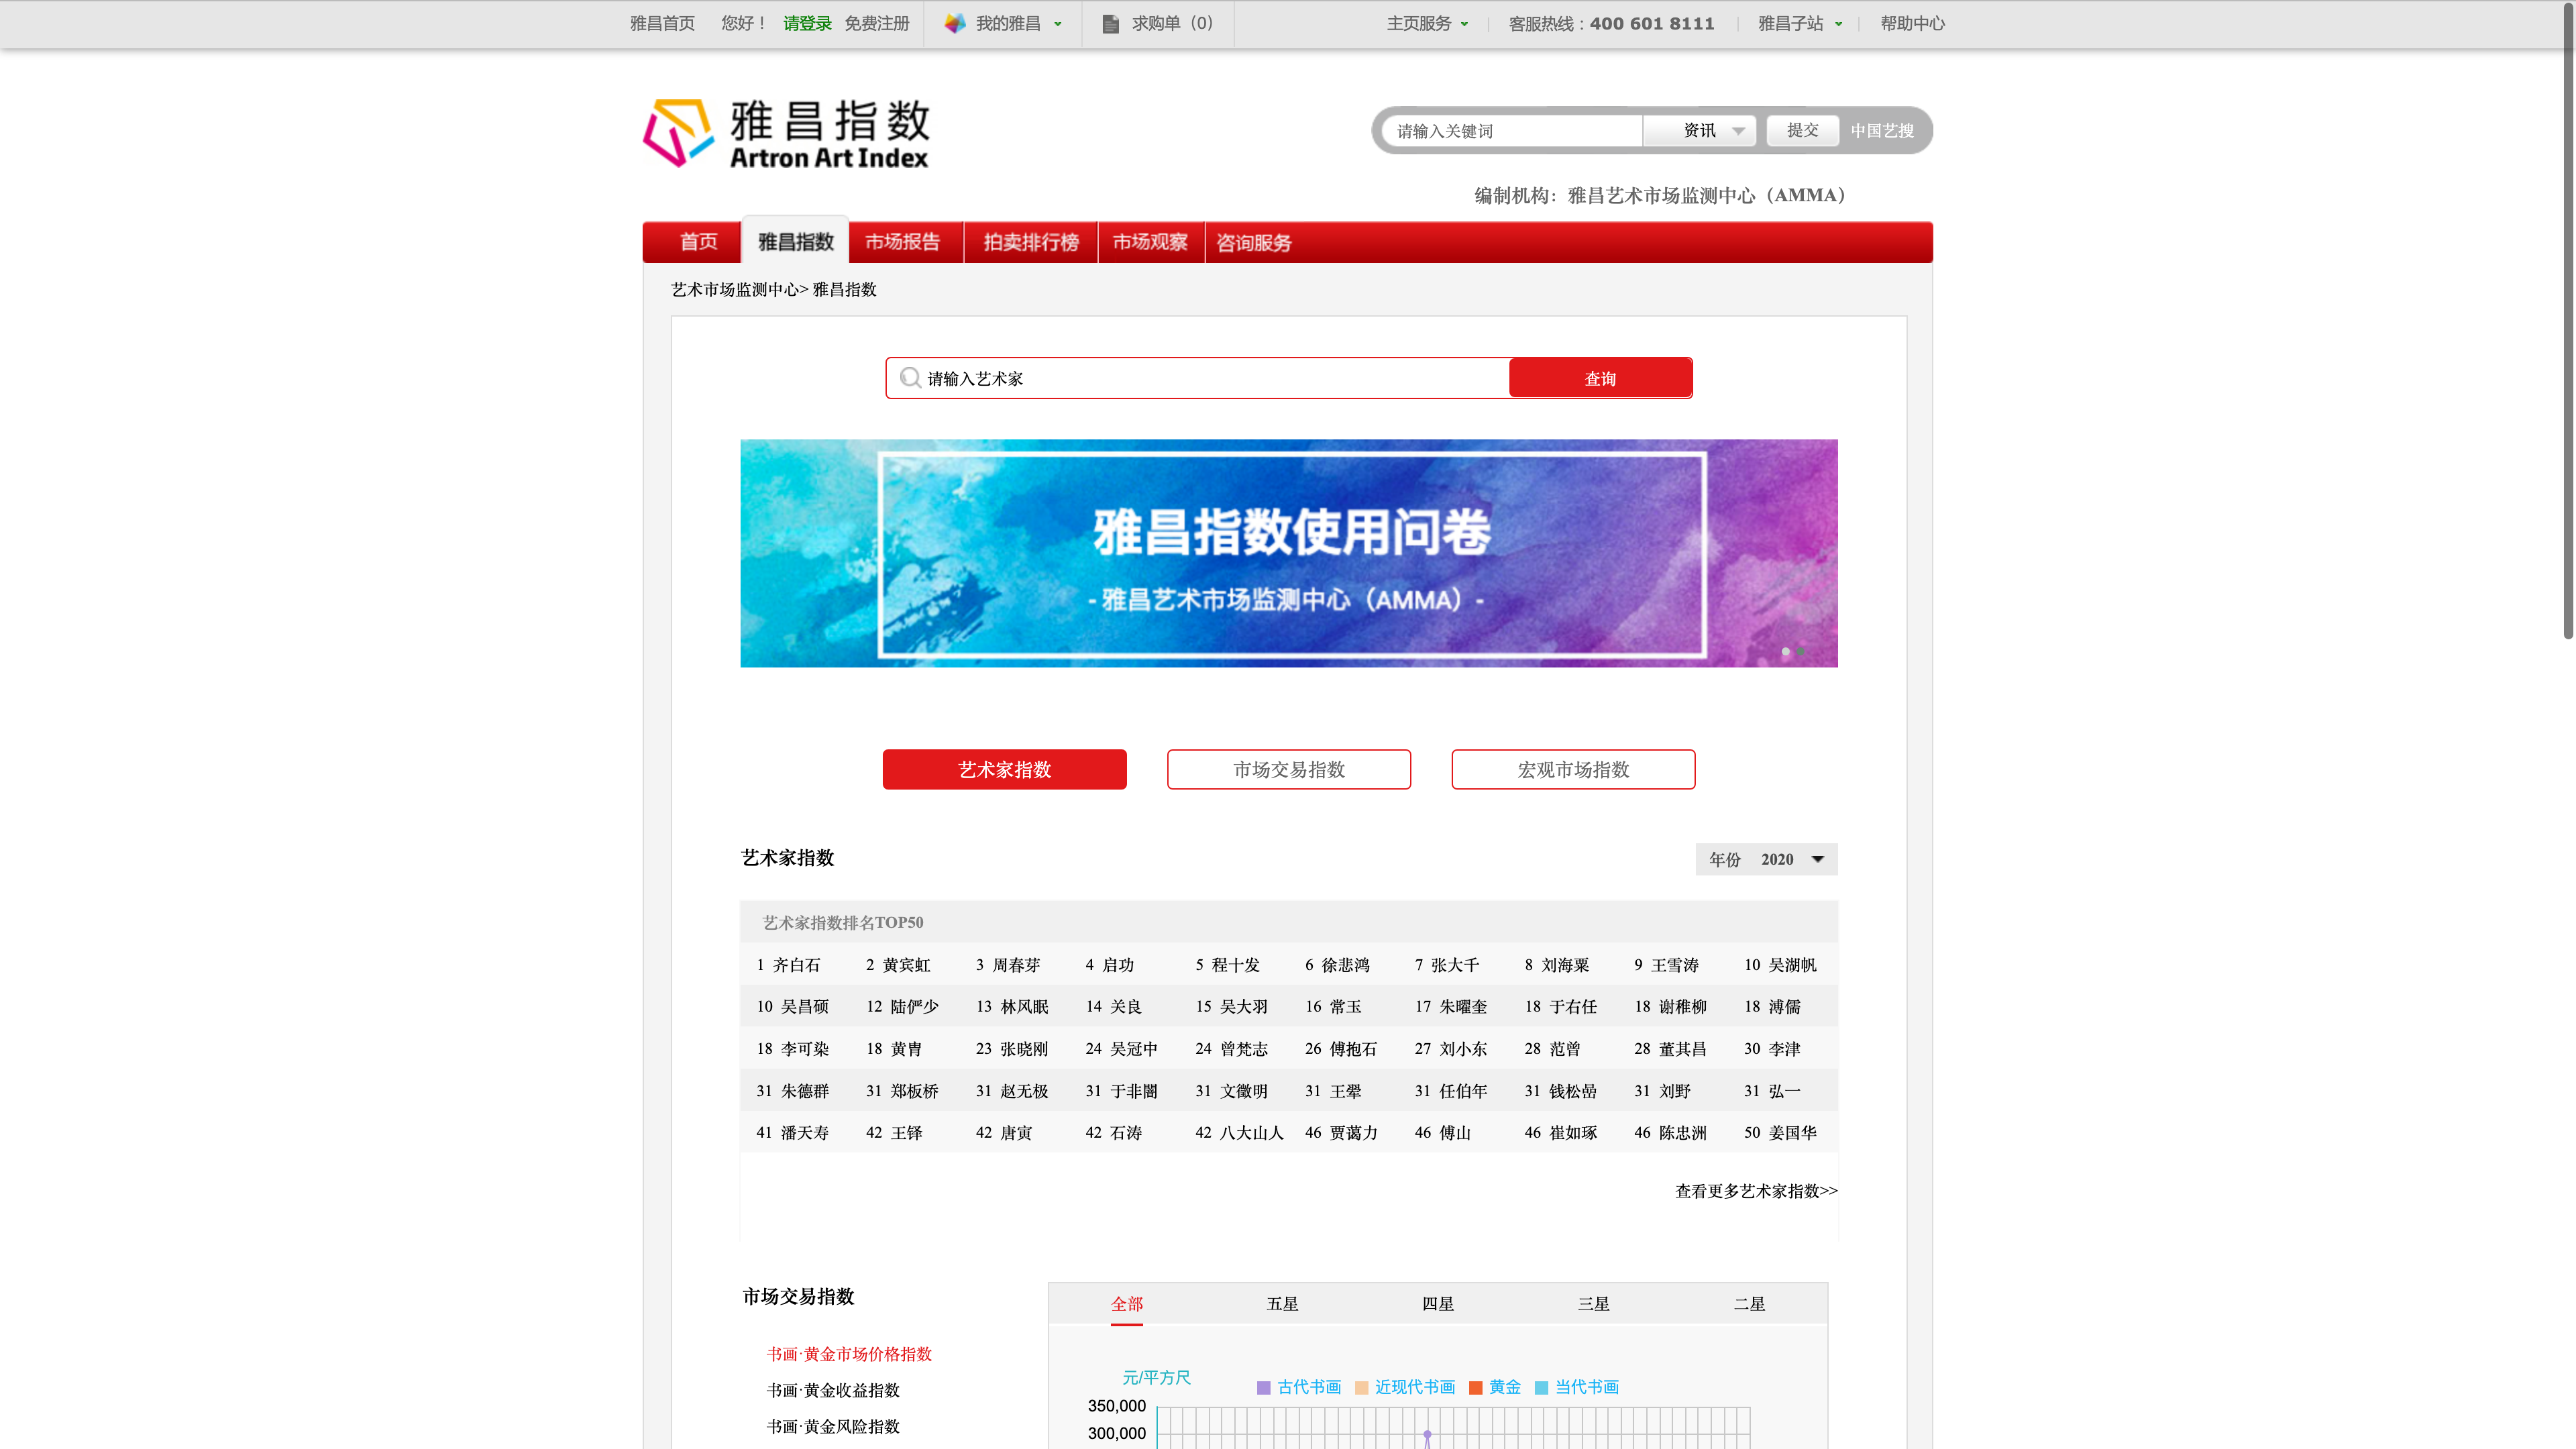 雅昌首页 您好！ 请登录 免费注册 我的雅昌 求购单（0） 主页服务 客服热线：400 601 8111 雅昌子站 帮助中心
雅昌指数
Artron Art Index
请输入关键词 资讯 提交 中国艺搜
编制机构：雅昌艺术市场监测中心（AMMA）
首页 雅昌指数 市场报告 拍卖排行榜 市场观察 咨询服务
艺术市场监测中心> 雅昌指数
请输入艺术家 查询
雅昌指数使用问卷
- 雅昌艺术市场监测中心（AMMA）-
艺术家指数 市场交易指数 宏观市场指数
艺术家指数 年份 2020
艺术家指数排名TOP50
1 齐白石 2 黄宾虹 3 周春芽 4 启功 5 程十发 6 徐悲鸿 7 张大千 8 刘海粟 9 王雪涛 10 吴湖帆
10 吴昌硕 12 陆俨少 13 林风眠 14 关良 15 吴大羽 16 常玉 17 朱曜奎 18 于右任 18 谢稚柳 18 溥儒
18 李可染 18 黄胄 23 张晓刚 24 吴冠中 24 曾梵志 26 傅抱石 27 刘小东 28 范曾 28 董其昌 30 李津
31 朱德群 31 郑板桥 31 赵无极 31 于非闇 31 文徵明 31 王翚 31 任伯年 31 钱松喦 31 刘野 31 弘一
41 潘天寿 42 王铎 42 唐寅 42 石涛 42 八大山人 46 贾蔼力 46 傅山 46 崔如琢 46 陈忠洲 50 姜国华
查看更多艺术家指数>>
市场交易指数
全部 五星 四星 三星 二星
书画·黄金市场价格指数
书画·黄金收益指数
书画·黄金风险指数
元/平方尺
古代书画 近现代书画 黄金 当代书画
350,000
300,000